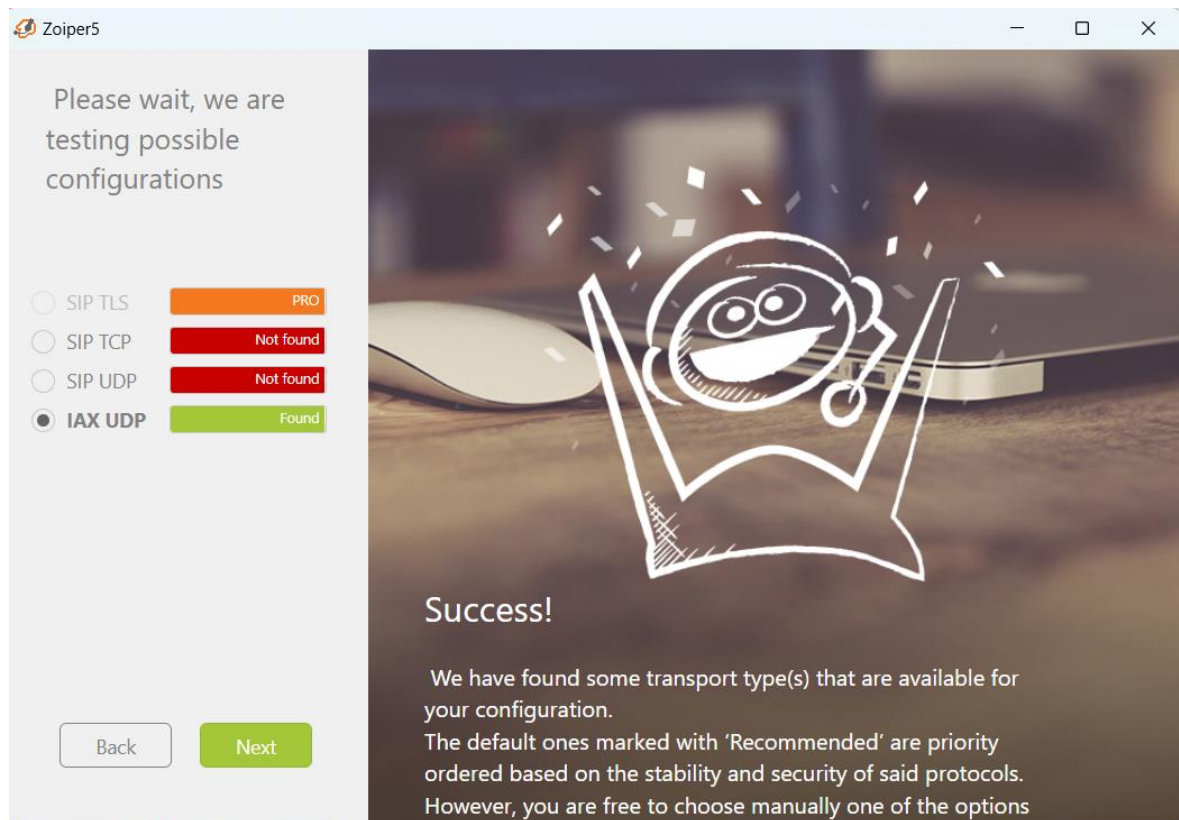 Zoiper5
Please wait, we are
testing possible
configurations
SIP TLS PRO
SIP TCP Not found
SIP UDP Not found
IAX UDP Found
Back Next
Success!
We have found some transport type(s) that are available for
your configuration.
The default ones marked with ‘Recommended’ are priority
ordered based on the stability and security of said protocols.
However, you are free to choose manually one of the options